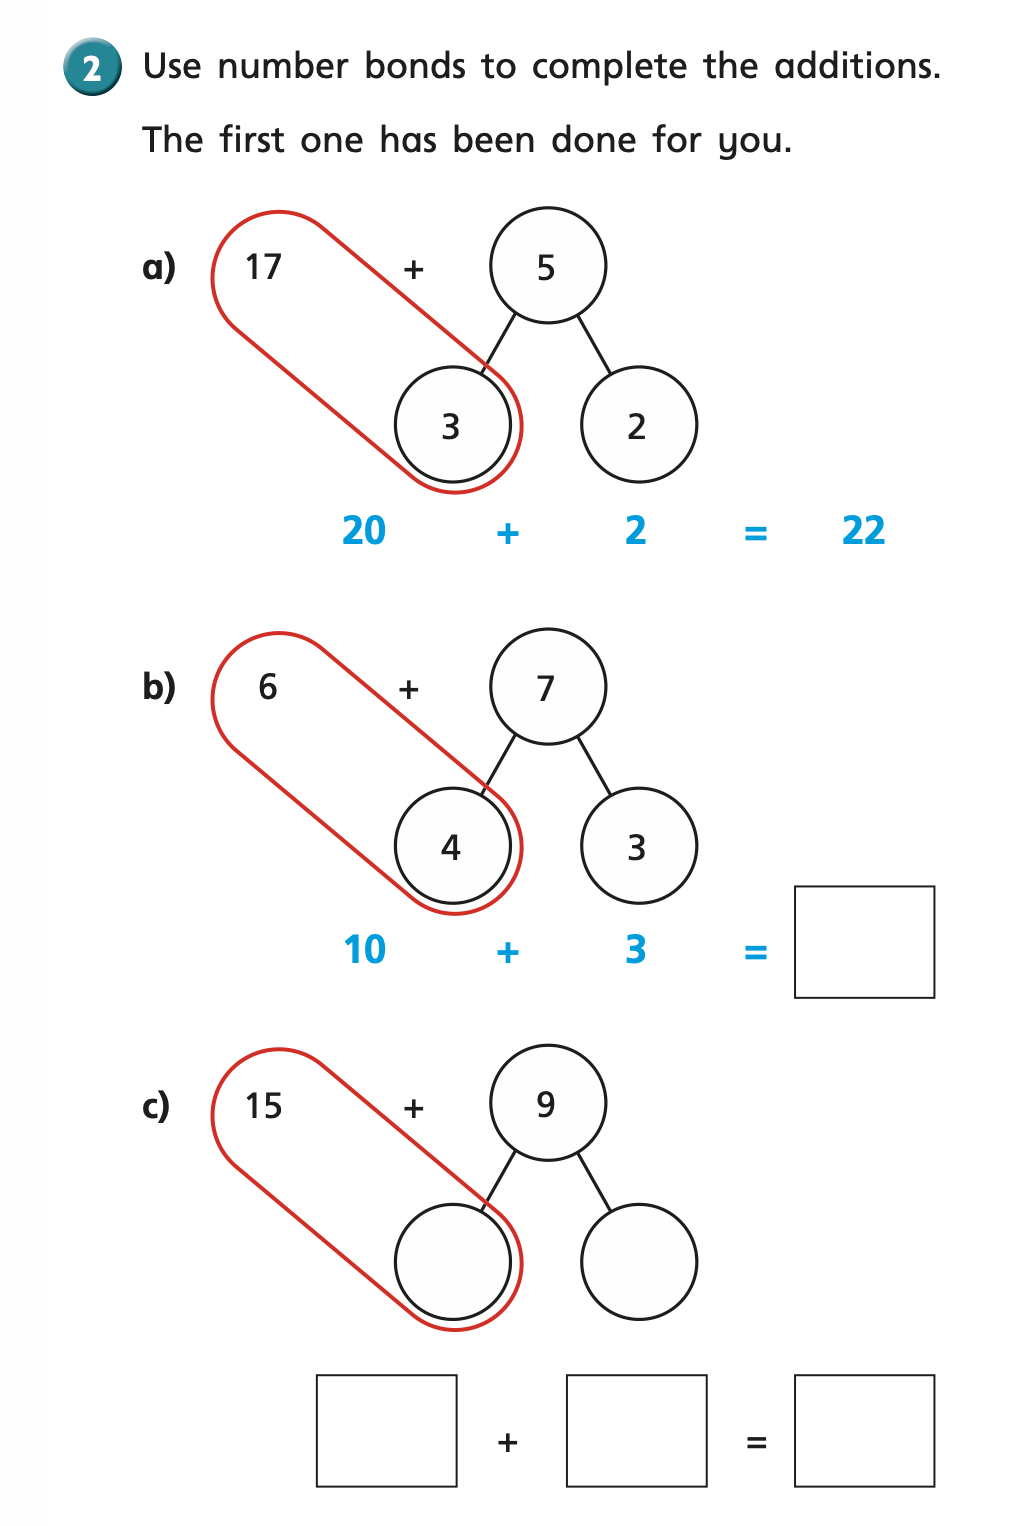 2 Use number bonds to complete the additions.
The first one has been done for you.
a) 17 + 5
3 2
20 + 2 = 22
b) 6 + 7
4 3
10 + 3 =
c) 15 + 9
+ =